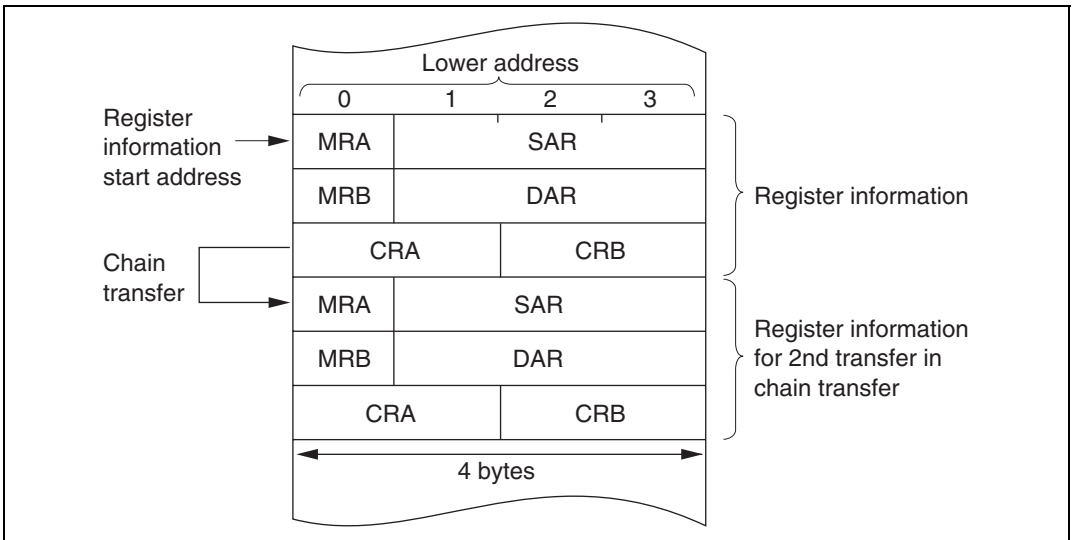 Lower address
0 1 2 3
Register
information
start address
MRA SAR
MRB DAR
Register information
CRA CRB
Chain
transfer
MRA SAR
MRB DAR
Register information
for 2nd transfer in
chain transfer
CRA CRB
4 bytes